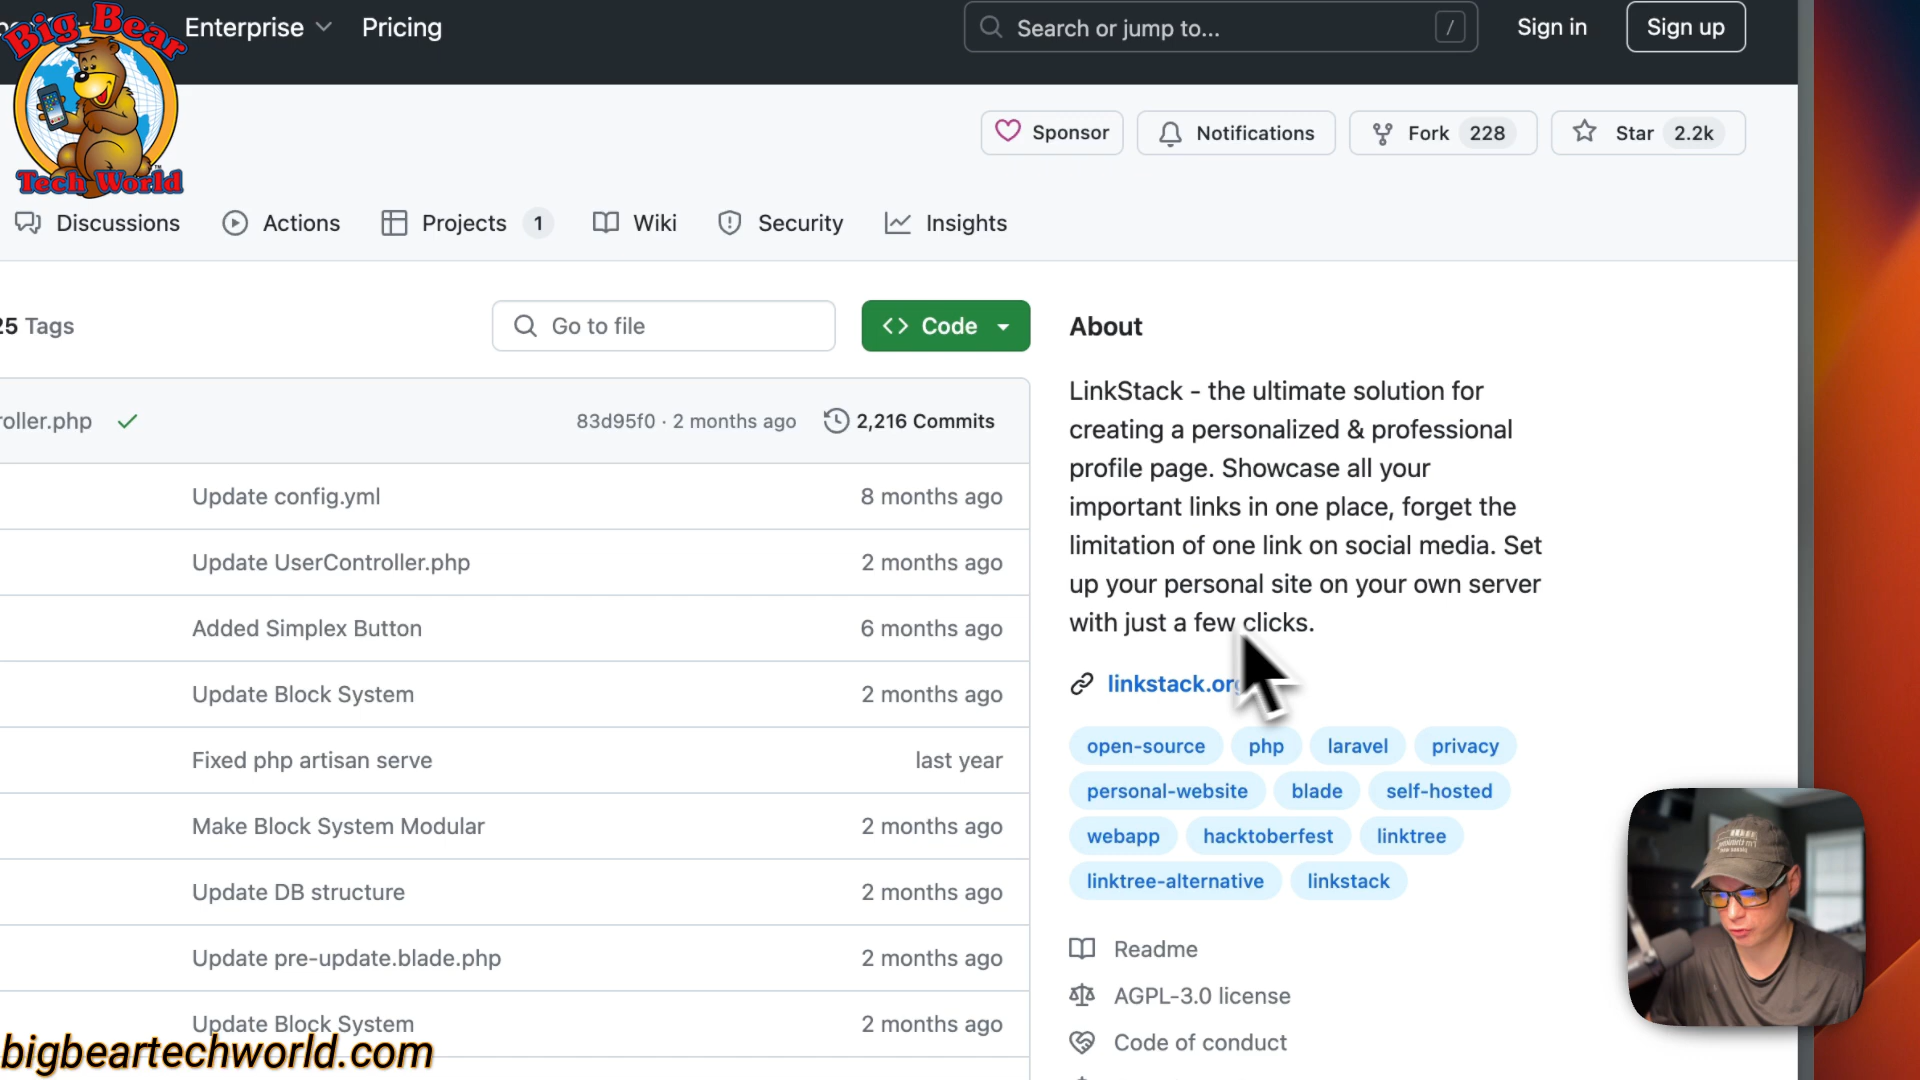 Big Bear
Tech World
Enterprise
Pricing
Search or jump to...
/
Sign in
Sign up
Sponsor
Notifications
Fork 228
Star 2.2k
Discussions
Actions
Projects 1
Wiki
Security
Insights
25 Tags
Go to file
Code
About
oller.php
83d95f0 · 2 months ago
2,216 Commits
Update config.yml
8 months ago
Update UserController.php
2 months ago
Added Simplex Button
6 months ago
Update Block System
2 months ago
Fixed php artisan serve
last year
Make Block System Modular
2 months ago
Update DB structure
2 months ago
Update pre-update.blade.php
2 months ago
Update Block System
2 months ago
LinkStack - the ultimate solution for
creating a personalized & professional
profile page. Showcase all your
important links in one place, forget the
limitation of one link on social media. Set
up your personal site on your own server
with just a few clicks.
linkstack.org
open-source php laravel privacy
personal-website blade self-hosted
webapp hacktoberfest linktree
linktree-alternative linkstack
Readme
AGPL-3.0 license
Code of conduct
bigbeartechworld.com